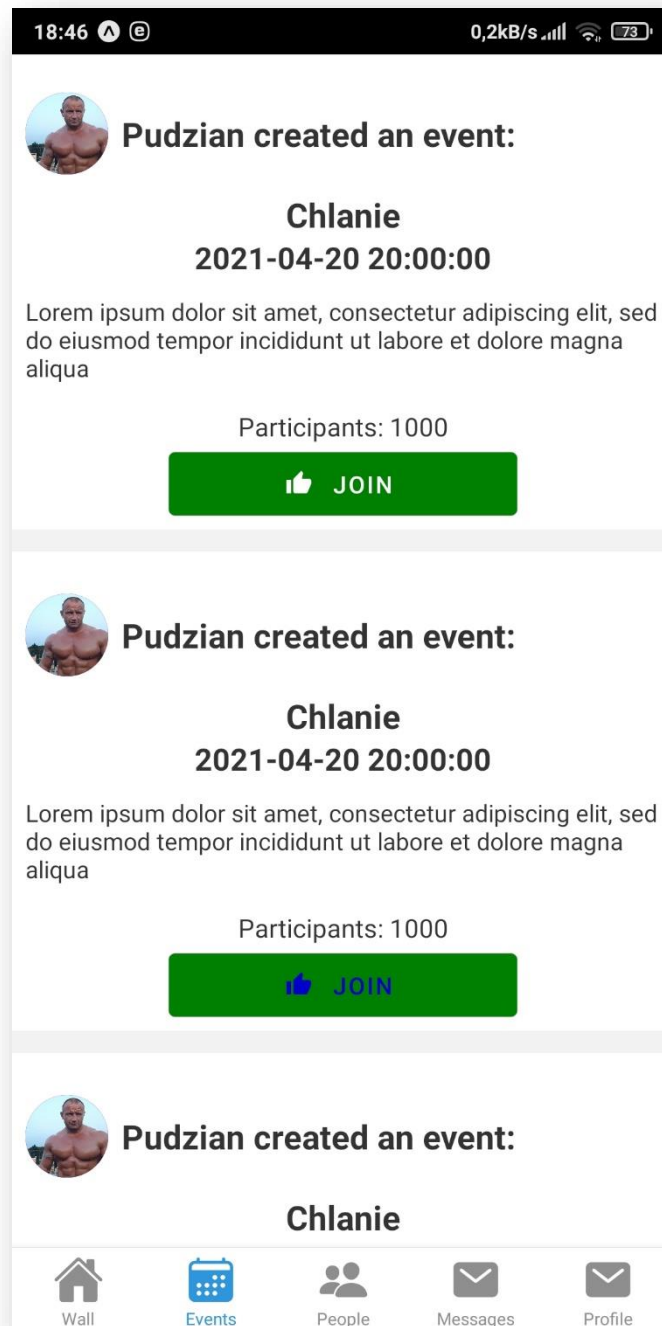 18:46 e 0,2kB/s 73
Pudzian created an event:
Chlanie
2021-04-20 20:00:00
Lorem ipsum dolor sit amet, consectetur adipiscing elit, sed
do eiusmod tempor incididunt ut labore et dolore magna
aliqua
Participants: 1000
JOIN
Pudzian created an event:
Chlanie
2021-04-20 20:00:00
Lorem ipsum dolor sit amet, consectetur adipiscing elit, sed
do eiusmod tempor incididunt ut labore et dolore magna
aliqua
Participants: 1000
JOIN
Pudzian created an event:
Chlanie
Wall Events People Messages Profile